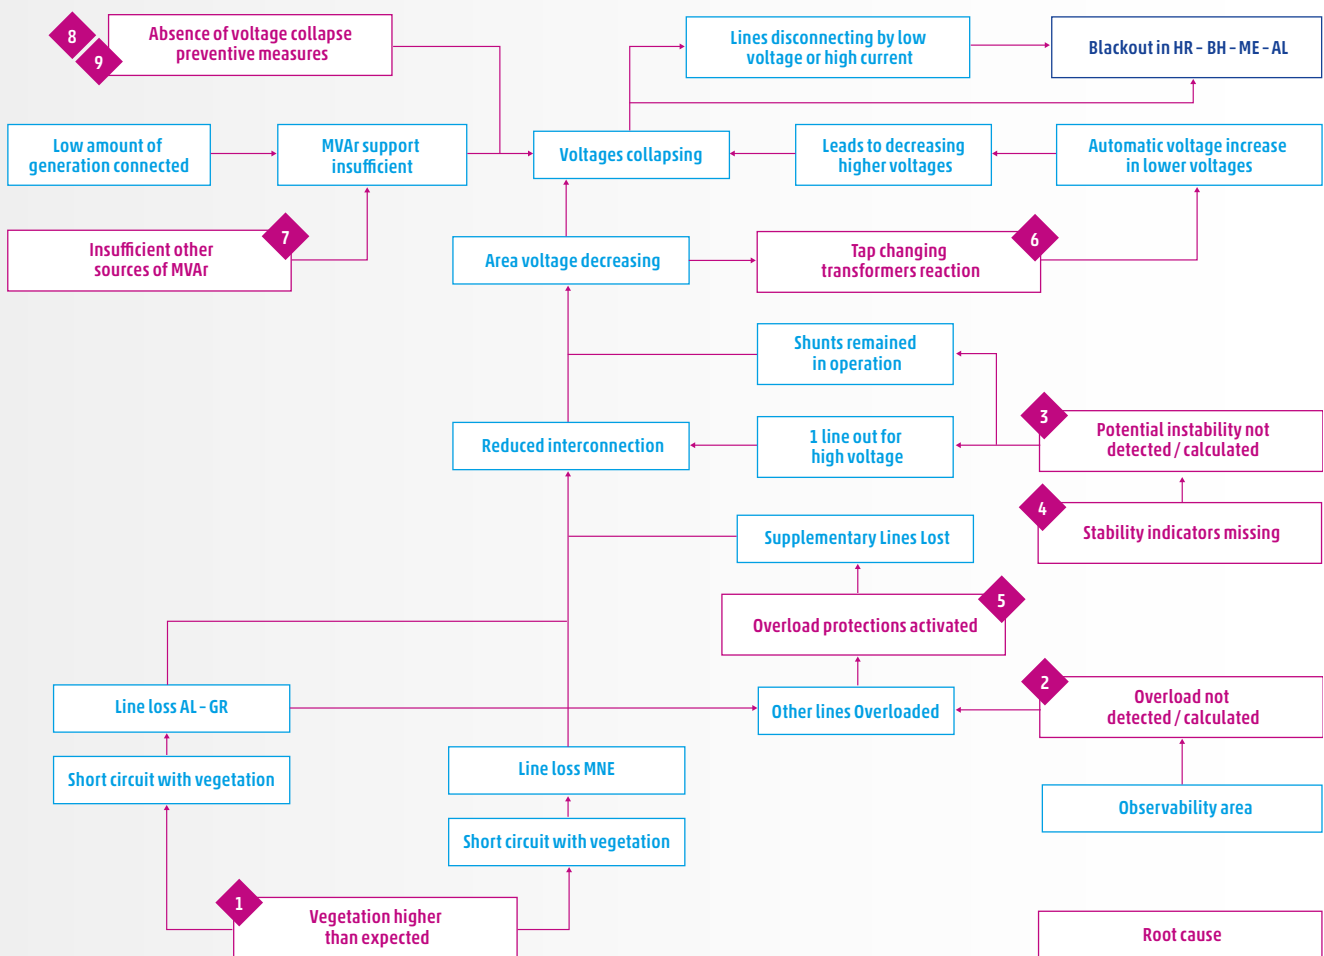 8
9
Absence of voltage collapse
preventive measures
Lines disconnecting by low
voltage or high current
Blackout in HR – BH – ME – AL
Low amount of
generation connected
MVAr support
insufficient
Voltages collapsing
Leads to decreasing
higher voltages
Automatic voltage increase
in lower voltages
7
Insufficient other
sources of MVAr
Area voltage decreasing
6
Tap changing
transformers reaction
Shunts remained
in operation
Reduced interconnection
1 line out for
high voltage
3
Potential instability not
detected / calculated
4
Stability indicators missing
Supplementary Lines Lost
5
Overload protections activated
2
Overload not
detected / calculated
Line loss AL – GR
Other lines Overloaded
Short circuit with vegetation
Line loss MNE
Observability area
Short circuit with vegetation
1
Vegetation higher
than expected
Root cause